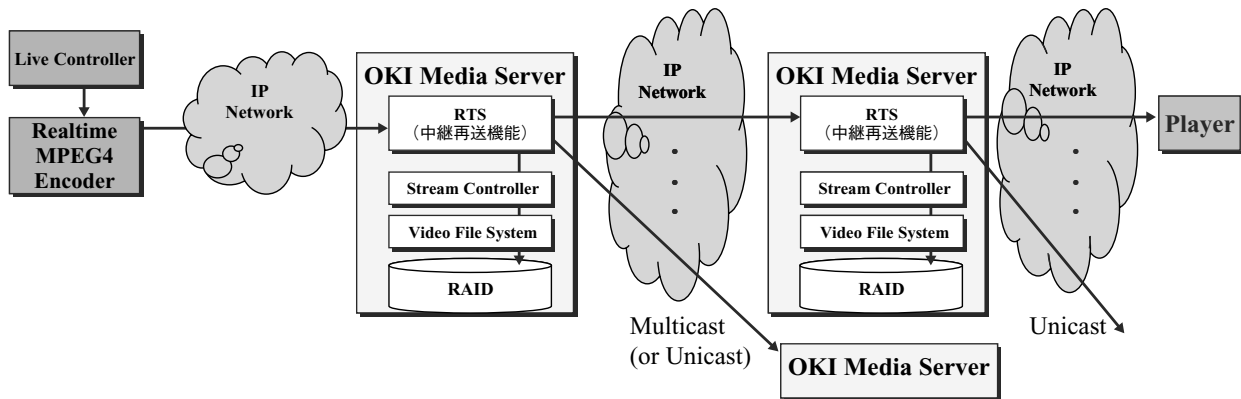 Live Controller
Realtime
MPEG4
Encoder
IP
Network
OKI Media Server
RTS
（中継再送機能）
Stream Controller
Video File System
RAID
IP
Network
Multicast
(or Unicast)
OKI Media Server
OKI Media Server
RTS
（中継再送機能）
Stream Controller
Video File System
RAID
IP
Network
Unicast
Player